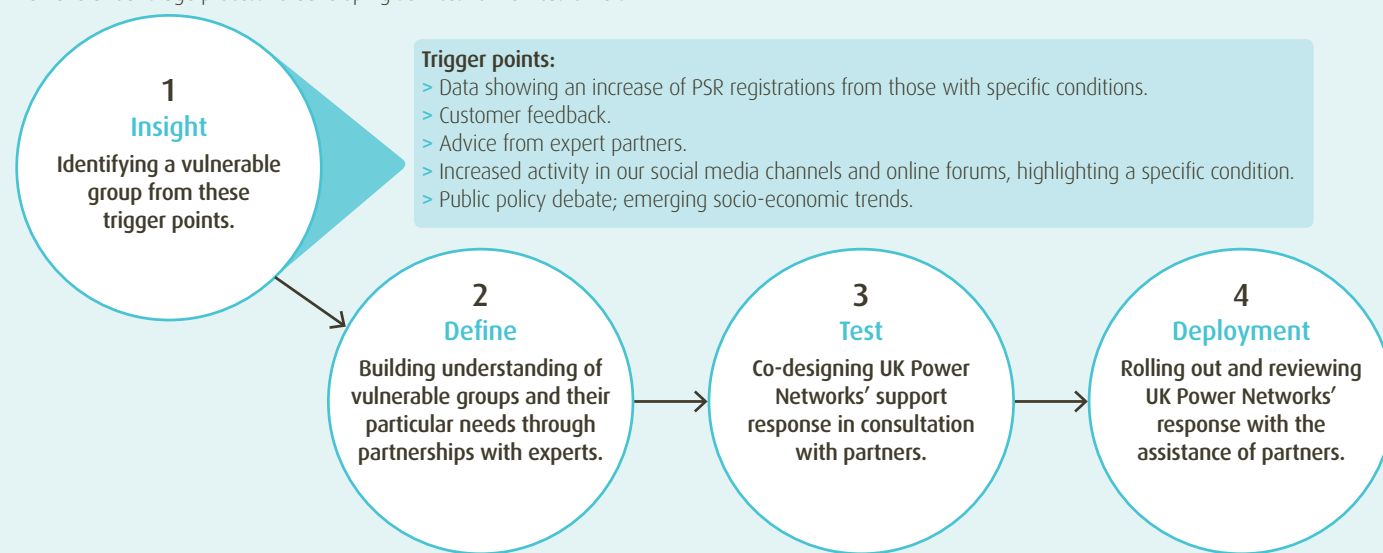 1
Insight
Identifying a vulnerable
group from these
trigger points.
Trigger points:
> Data showing an increase of PSR registrations from those with specific conditions.
> Customer feedback.
> Advice from expert partners.
> Increased activity in our social media channels and online forums, highlighting a specific condition.
> Public policy debate; emerging socio-economic trends.
2
Define
Building understanding of
vulnerable groups and their
particular needs through
partnerships with experts.
3
Test
Co-designing UK Power
Networks’ support
response in consultation
with partners.
4
Deployment
Rolling out and reviewing
UK Power Networks’
response with the
assistance of partners.